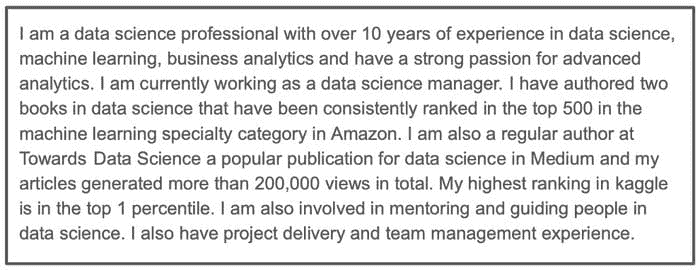 I am a data science professional with over 10 years of experience in data science,
machine learning, business analytics and have a strong passion for advanced
analytics. I am currently working as a data science manager. I have authored two
books in data science that have been consistently ranked in the top 500 in the
machine learning specialty category in Amazon. I am also a regular author at
Towards Data Science a popular publication for data science in Medium and my
articles generated more than 200,000 views in total. My highest ranking in kaggle
is in the top 1 percentile. I am also involved in mentoring and guiding people in
data science. I also have project delivery and team management experience.